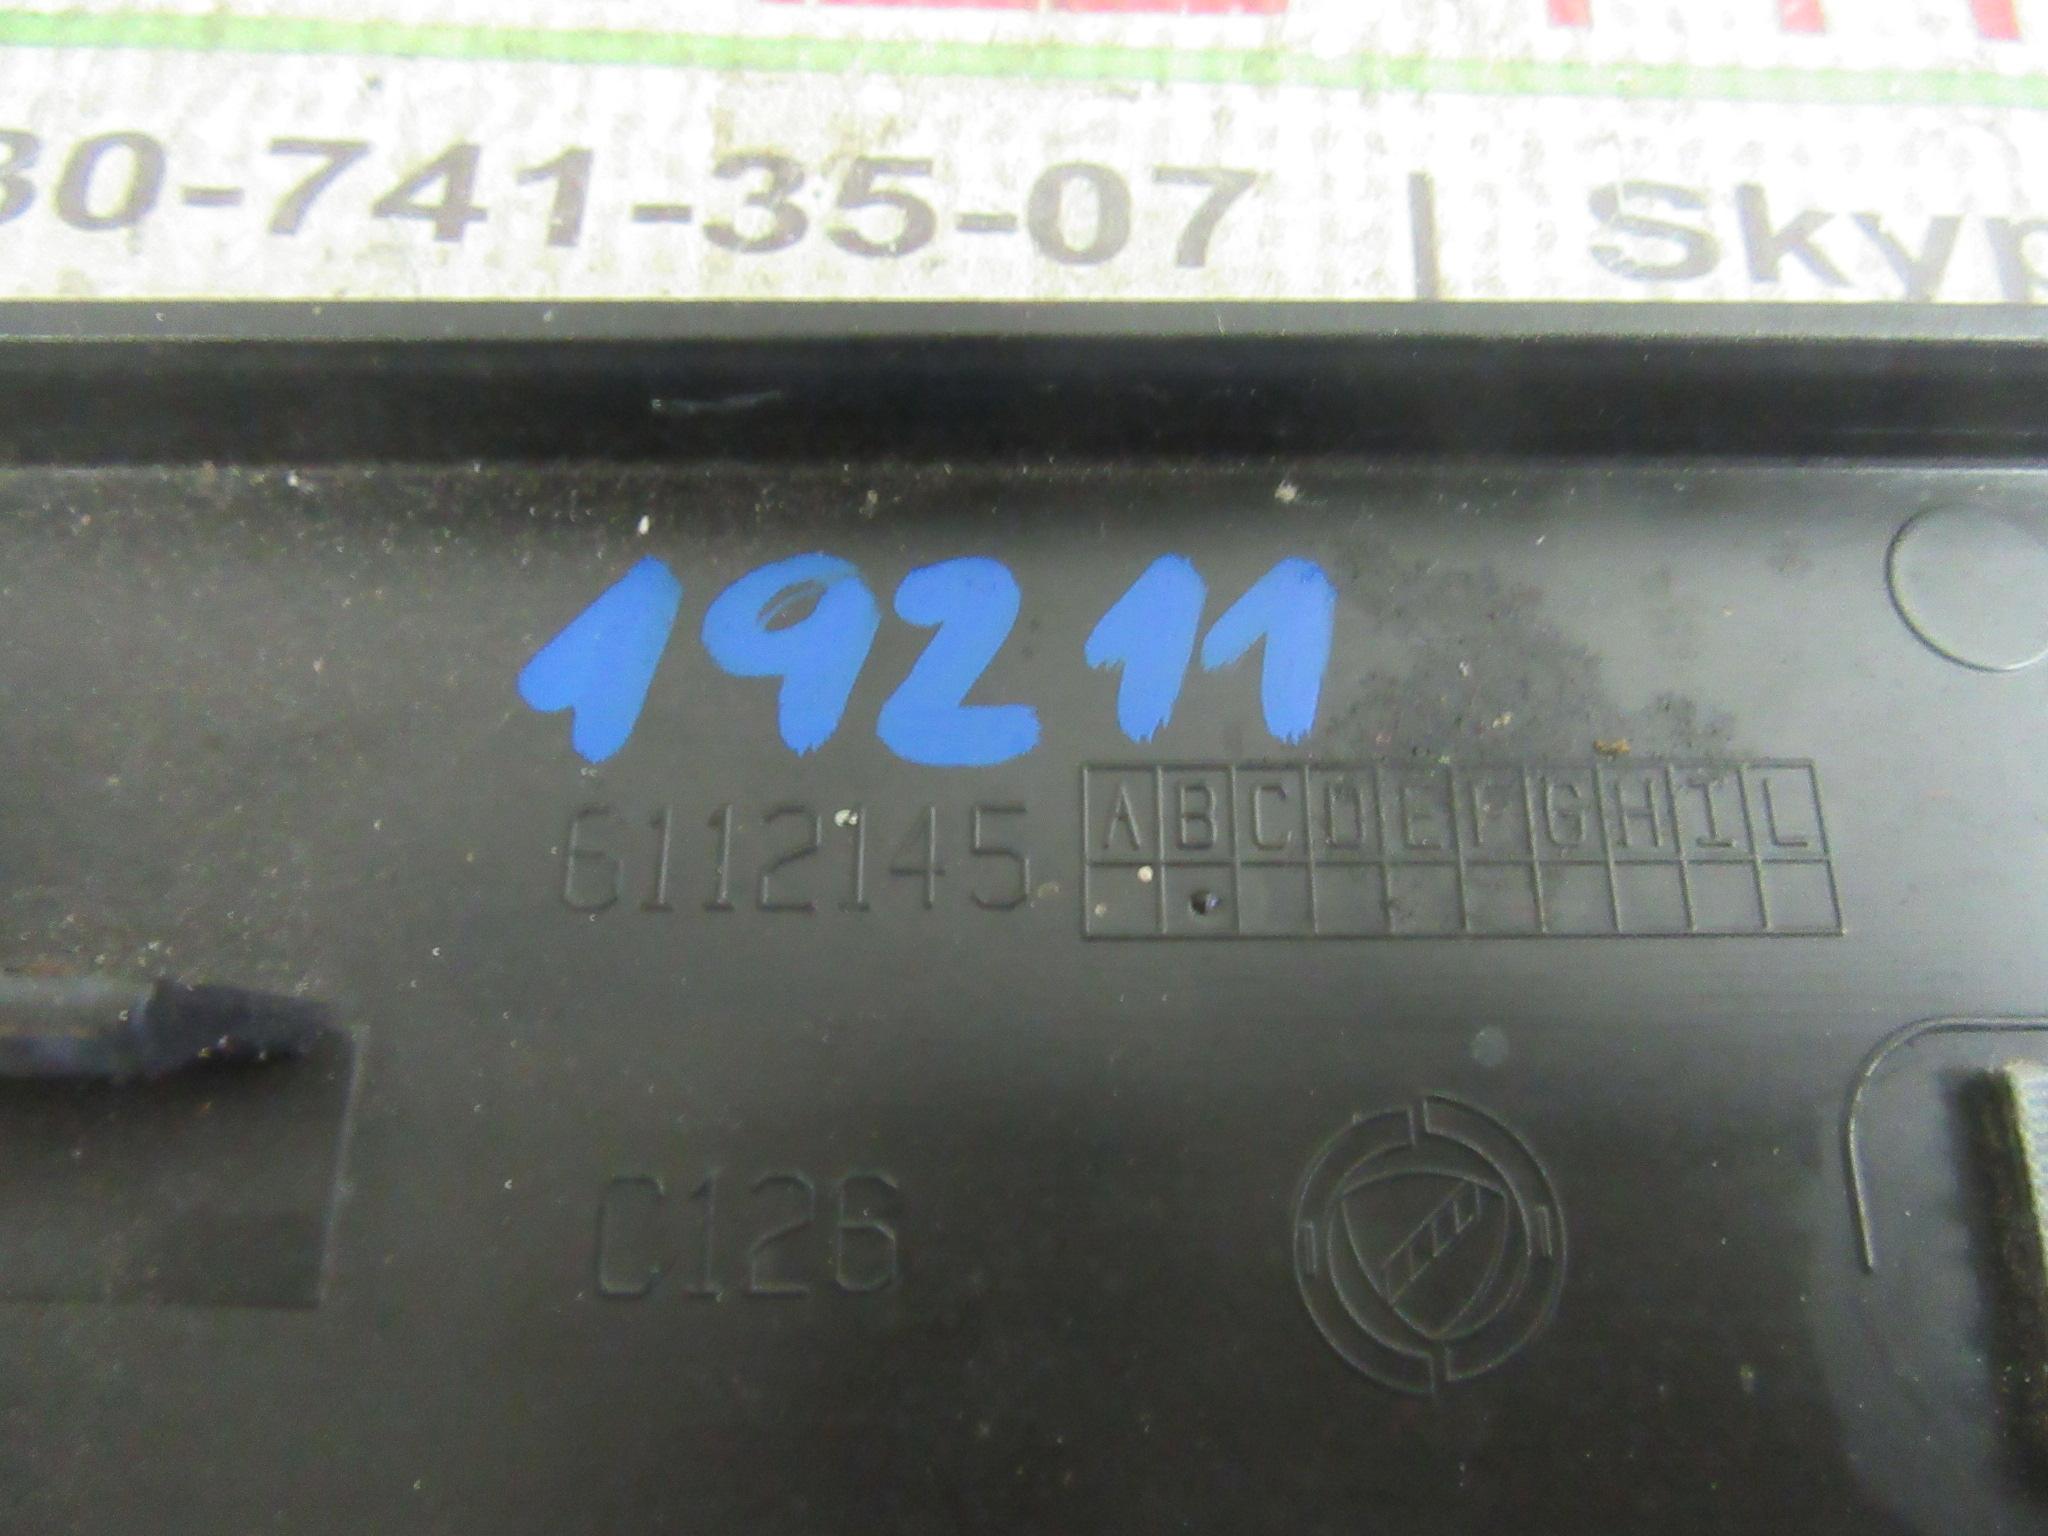 30-741-35-07 | Skyp
19211
6112145 A B C D E F G H I L
C126